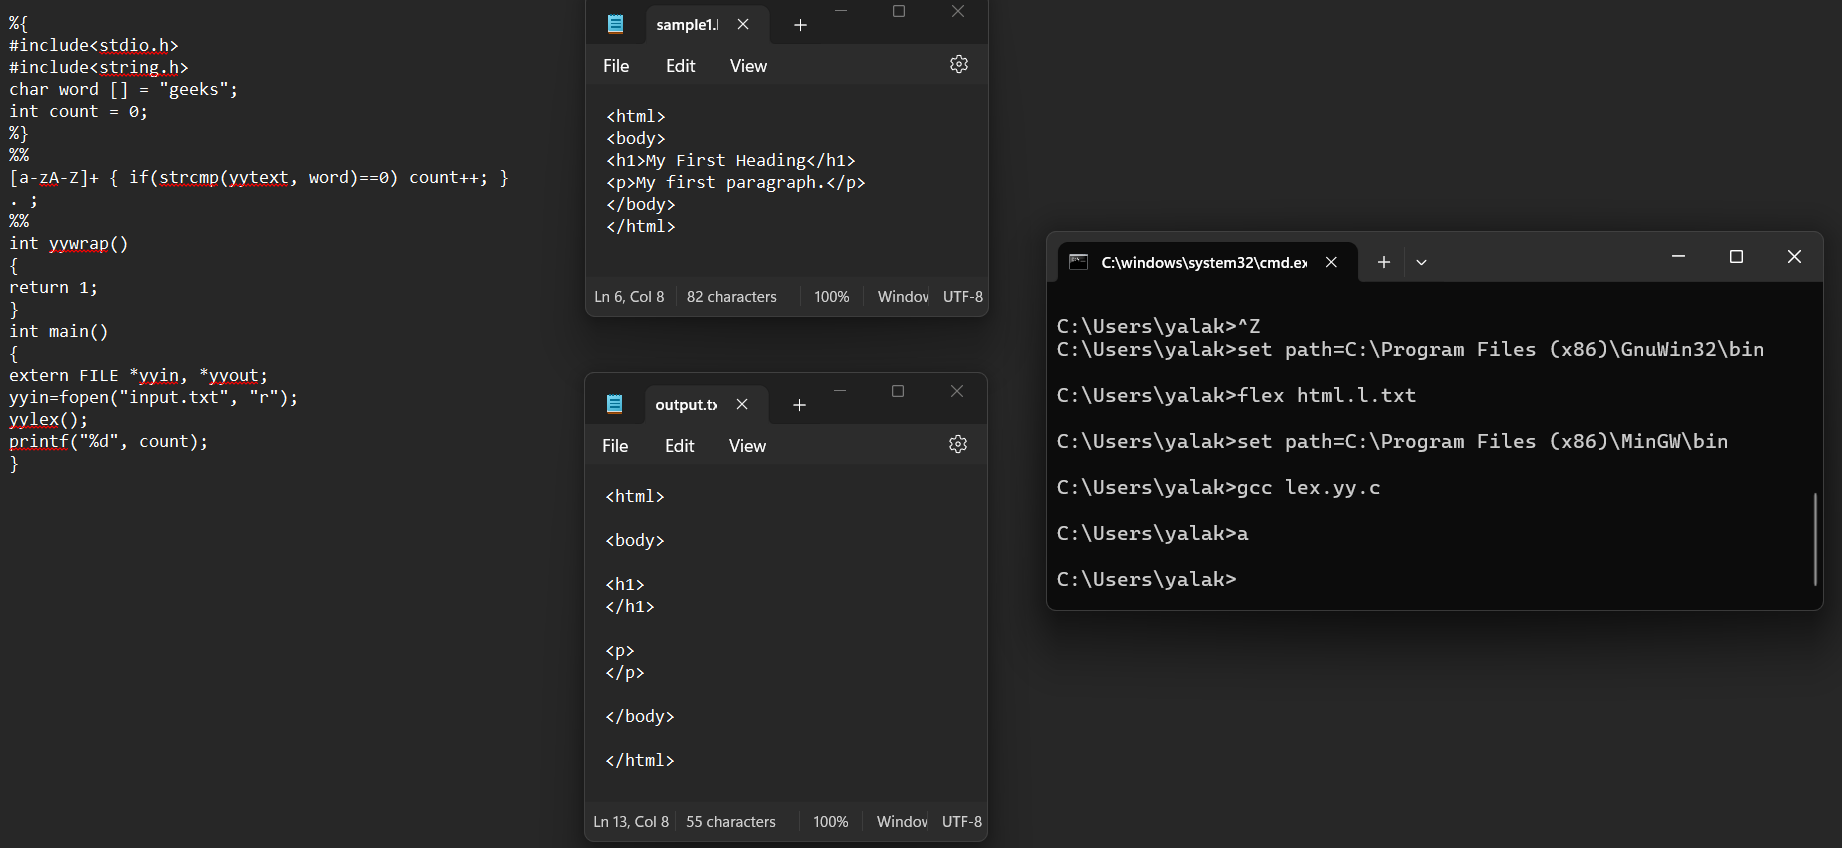 %{
#include<stdio.h>
#include<string.h>
char word [] = "geeks";
int count = 0;
%}
%%
[a-zA-Z]+ { if(strcmp(yytext, word)==0) count++; }
. ;
%%
int yywrap()
{
return 1;
}
int main()
{
extern FILE *yyin, *yyout;
yyin=fopen("input.txt", "r");
yylex();
printf("%d", count);
}
sample1.
File Edit View
<html>
<body>
<h1>My First Heading</h1>
<p>My first paragraph.</p>
</body>
</html>
Ln 6, Col 8 82 characters 100% Window UTF-8
output.tx
File Edit View
<html>
<body>
<h1>
</h1>
<p>
</p>
</body>
</html>
Ln 13, Col 8 55 characters 100% Window UTF-8
C:\windows\system32\cmd.ex
C:\Users\yalak>^Z
C:\Users\yalak>set path=C:\Program Files (x86)\GnuWin32\bin
C:\Users\yalak>flex html.l.txt
C:\Users\yalak>set path=C:\Program Files (x86)\MinGW\bin
C:\Users\yalak>gcc lex.yy.c
C:\Users\yalak>a
C:\Users\yalak>